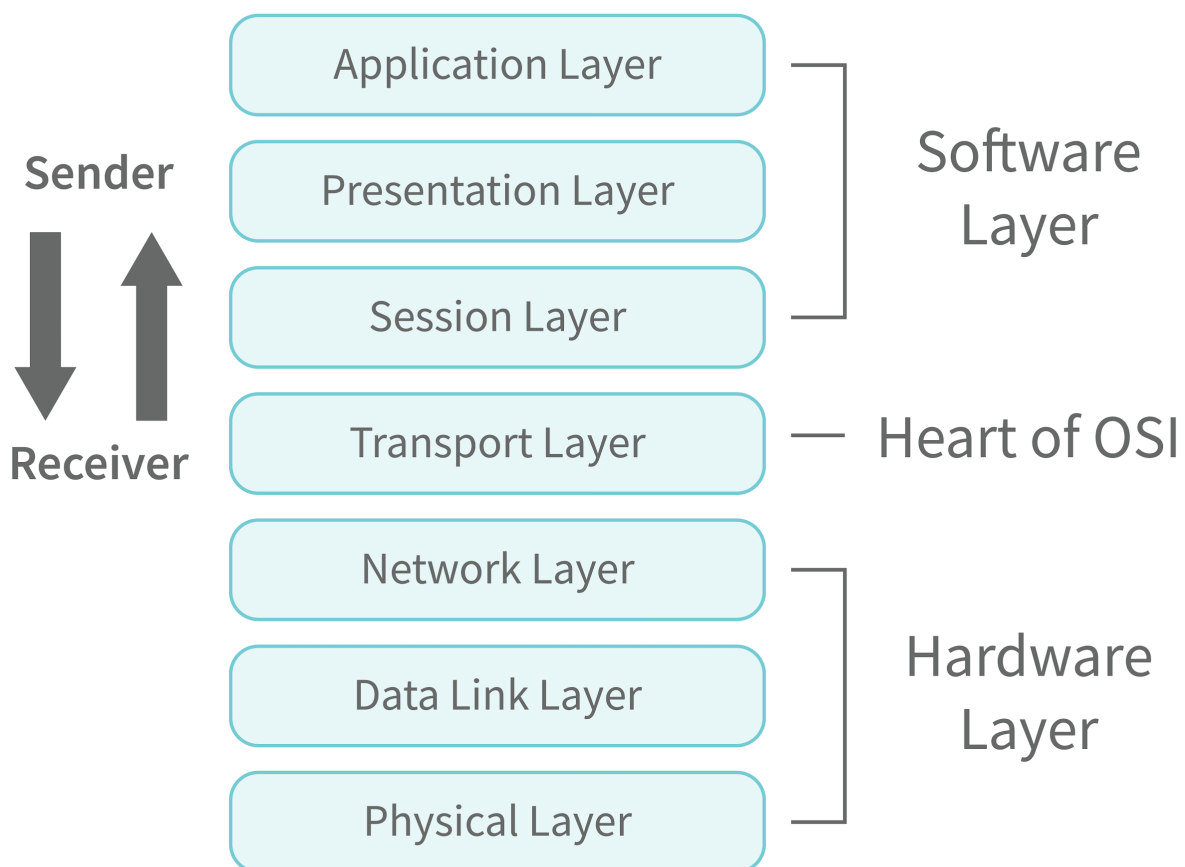 Application Layer
Presentation Layer
Session Layer
Transport Layer
Network Layer
Data Link Layer
Physical Layer
Sender
Receiver
Software
Layer
Heart of OSI
Hardware
Layer